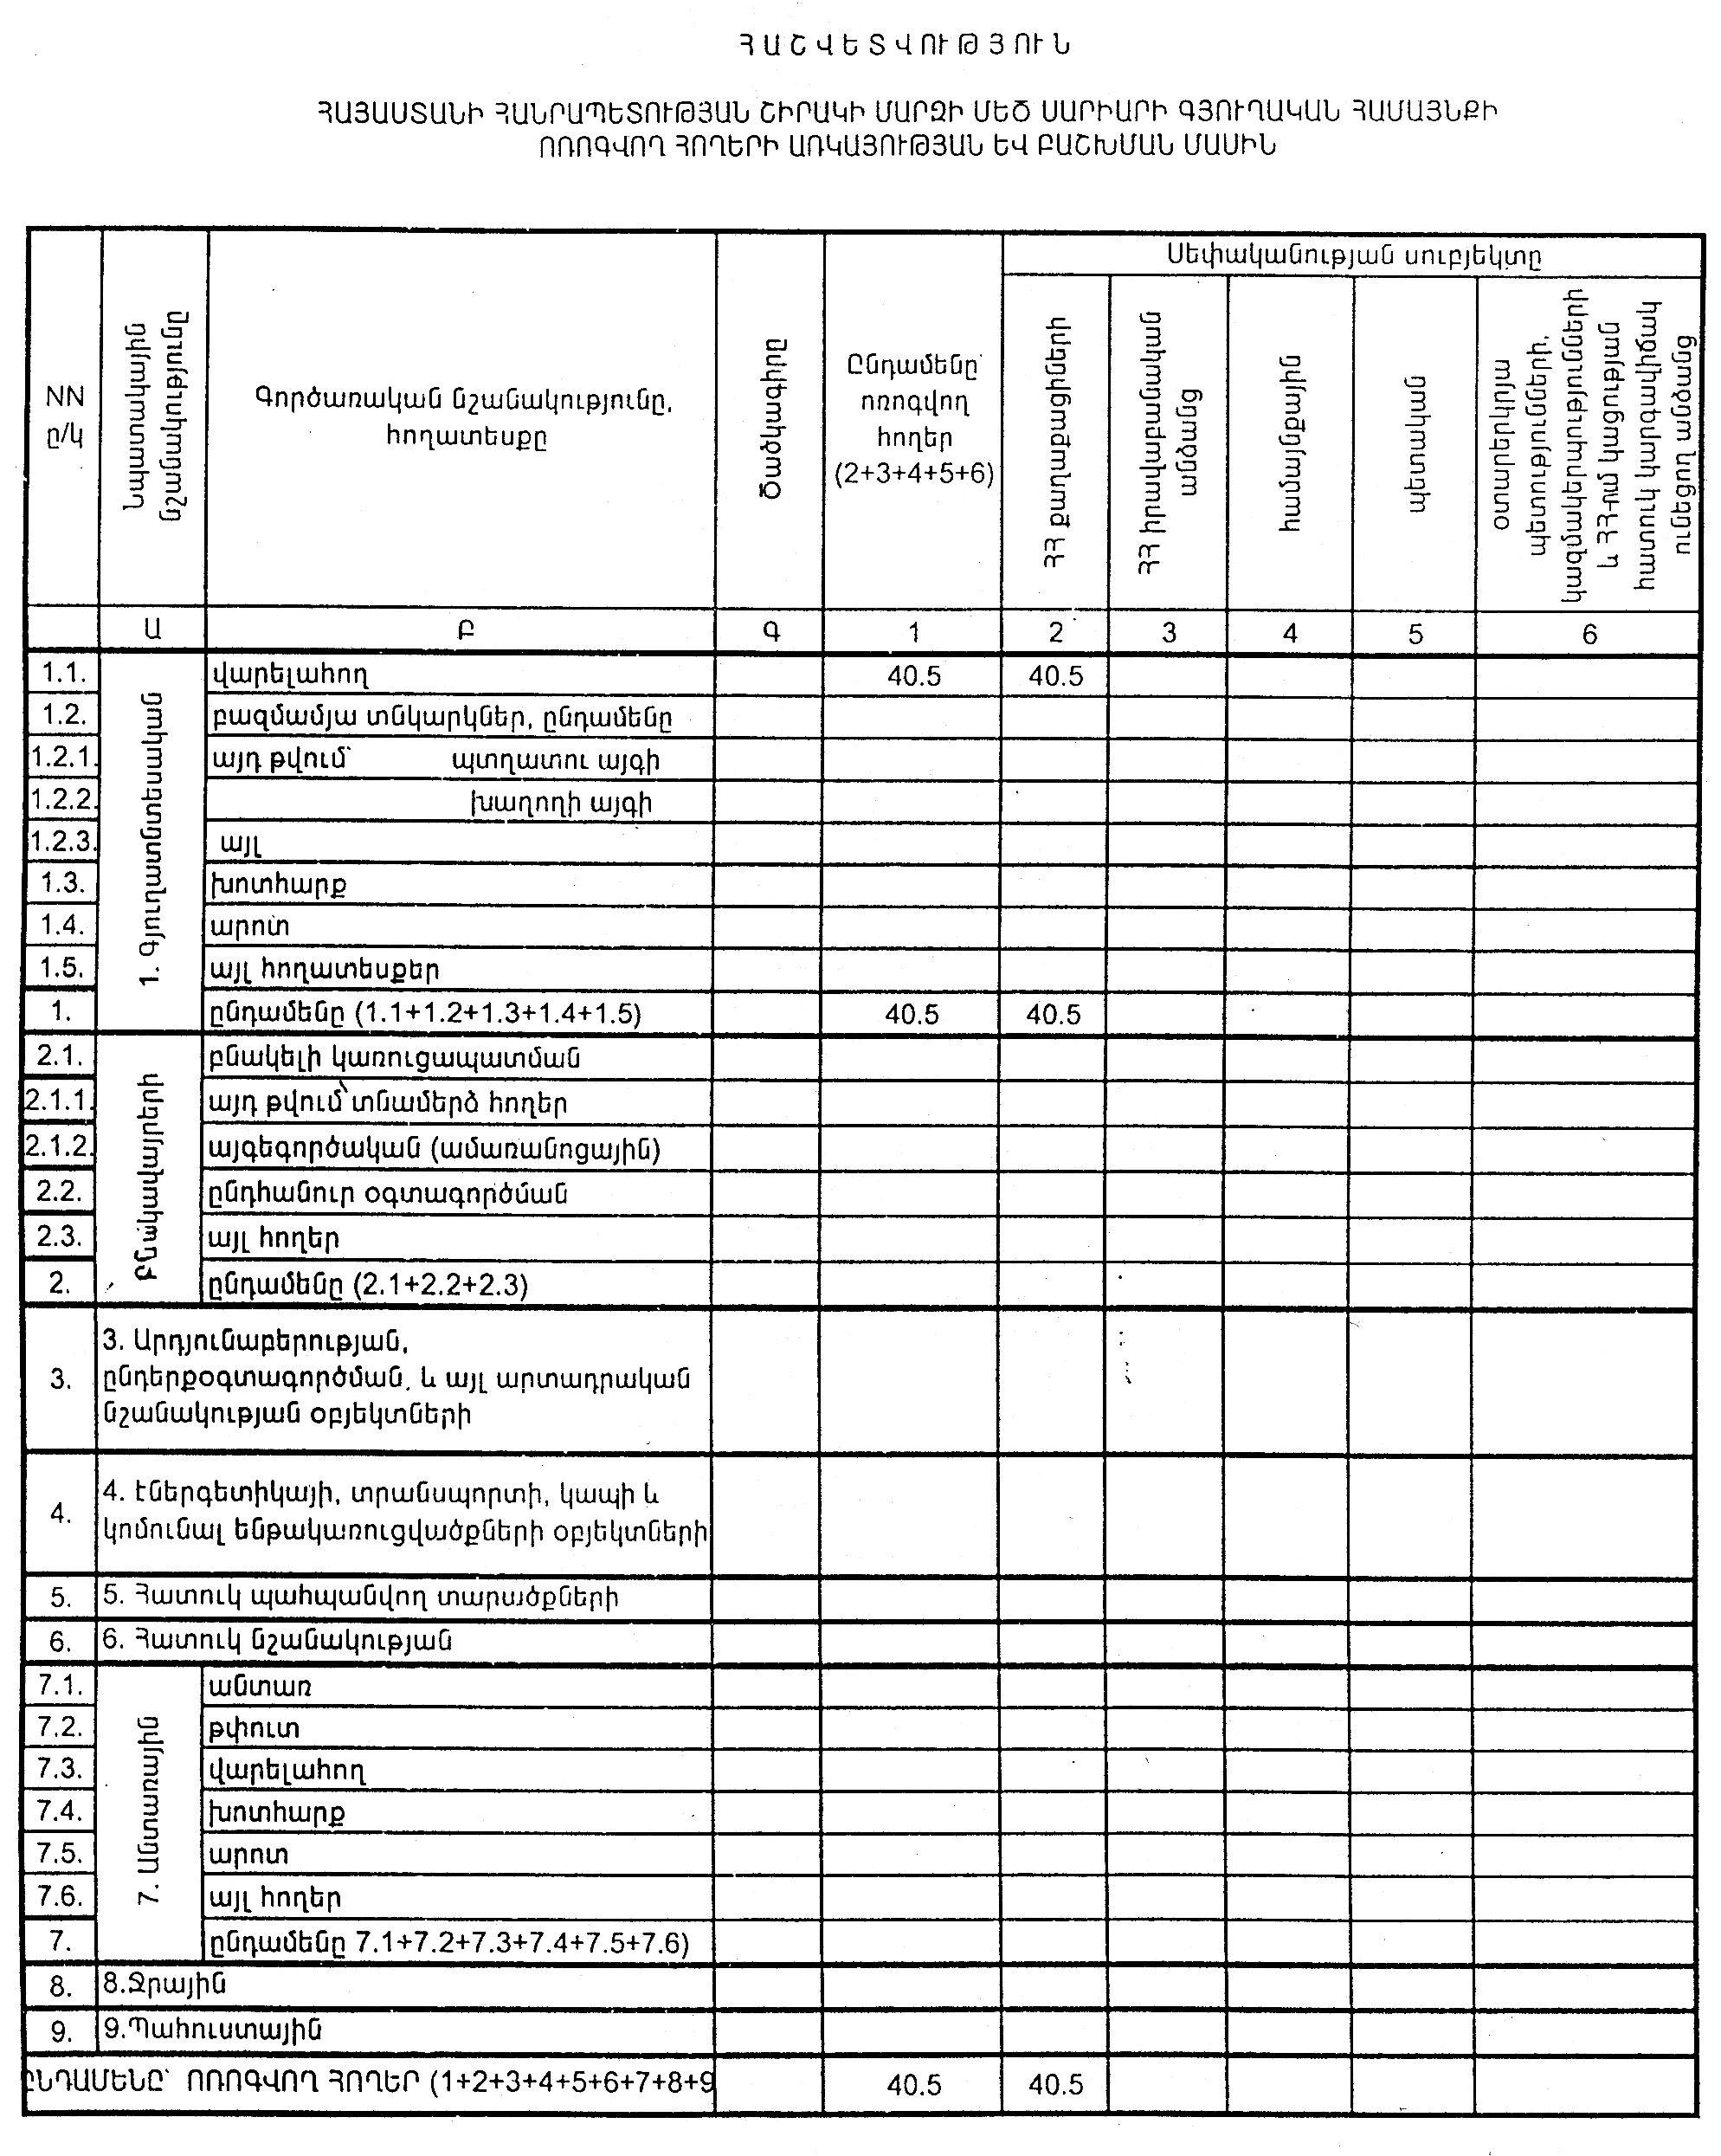 ՀԱՇՎԵՏՎՈՒԹՅՈՒՆ
ՀԱՅԱՍՏԱՆԻ ՀԱՆՐԱՊԵՏՈՒԹՅԱՆ ՇԻՐԱԿԻ ՄԱՐԶԻ ՄԵԾ ՍԱՐԻԱՐԻ ԳՅՈՒՂԱԿԱՆ ՀԱՄԱՅՆՔԻ
ՈՌՈԳՎՈՂ ՀՈՂԵՐԻ ԱՌԿԱՅՈՒԹՅԱՆ ԵՎ ԲԱՇԽՄԱՆ ՄԱՍԻՆ
NN
ը/կ
Նպատակային
նշանակությունը
Գործառական նշանակությունը,
հողատեսքը
Ծածկագիրը
Ընդամենը՝
ոռոգվող
հողեր
(2+3+4+5+6)
Սեփականության սուբյեկտը
ՀՀ քաղաքացիների
ՀՀ իրավաբանական
անձանց
համայնքային
պետական
օտարերկրյա
պետությունների,
կազմակերպությունների
և ՀՀ-ում կացության
հատուկ կարգավիճակ
ունեցող անձանց
Ա Բ Գ 1 2 3 4 5 6
1. Գյուղատնտեսական
1.1. վարելահող 40.5 40.5
1.2. բազմամյա տնկարկներ, ընդամենը
1.2.1. այդ թվում՝ պտղատու այգի
1.2.2. խաղողի այգի
1.2.3. այլ
1.3. խոտհարք
1.4. արոտ
1.5. այլ հողատեսքեր
1. ընդամենը (1.1+1.2+1.3+1.4+1.5) 40.5 40.5
Բնակավայրերի
2.1. բնակելի կառուցապատման
2.1.1. այդ թվում՝ տնամերձ հողեր
2.1.2. այգեգործական (ամառանոցային)
2.2. ընդհանուր օգտագործման
2.3. այլ հողեր
2. ընդամենը (2.1+2.2+2.3)
3. 3. Արդյունաբերության,
ընդերքօգտագործման, և այլ արտադրական
նշանակության օբյեկտների
4. 4. էներգետիկայի, տրանսպորտի, կապի և
կոմունալ ենթակառուցվածքների օբյեկտների
5. 5. Հատուկ պահպանվող տարածքների
6. 6. Հատուկ նշանակության
7. Անտառային
7.1. անտառ
7.2. թփուտ
7.3. վարելահող
7.4. խոտհարք
7.5. արոտ
7.6. այլ հողեր
7. ընդամենը 7.1+7.2+7.3+7.4+7.5+7.6)
8. 8.Ջրային
9. 9.Պահուստային
ԸՆԴԱՄԵՆԸ՝ ՈՌՈԳՎՈՂ ՀՈՂԵՐ (1+2+3+4+5+6+7+8+9 40.5 40.5